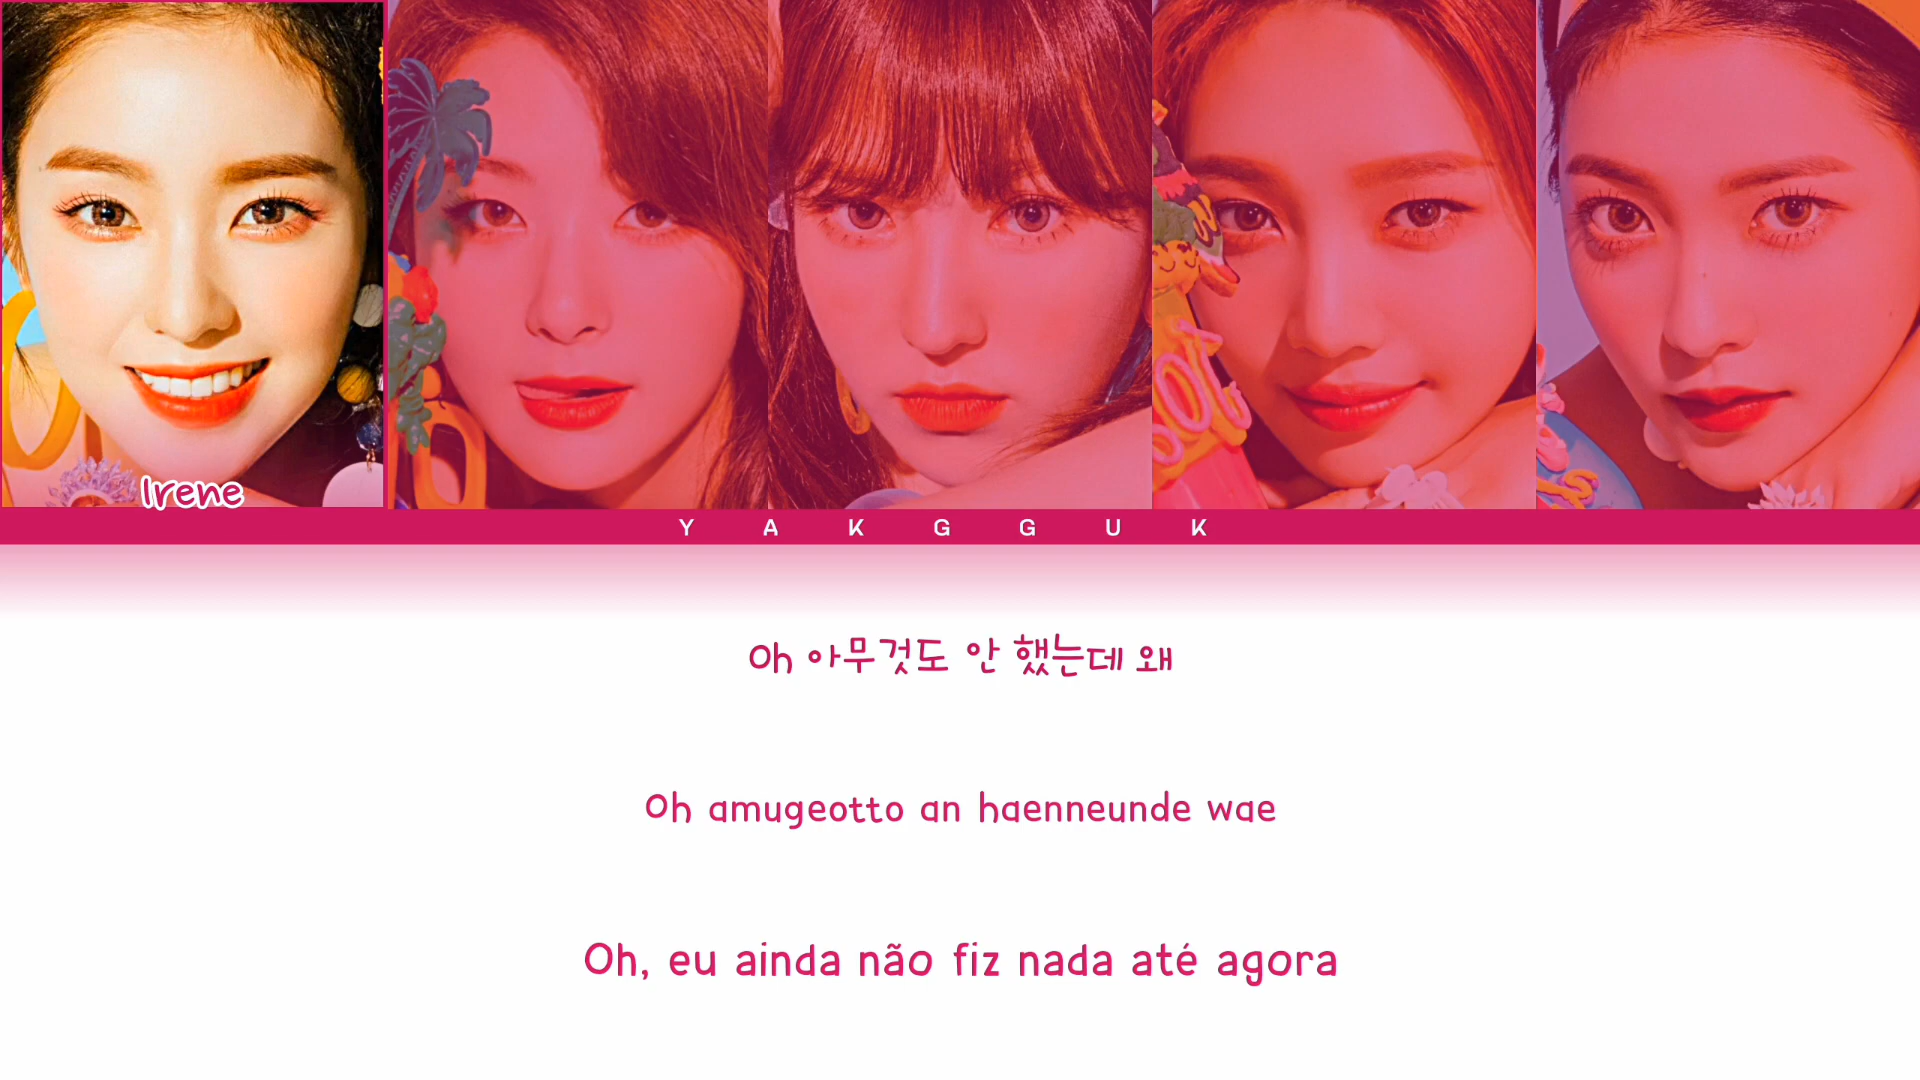 Irene
YAKGGUK
Oh 아무것도 안 했는데 왜
Oh amugeotto an haenneunde wae
Oh, eu ainda não fiz nada até agora